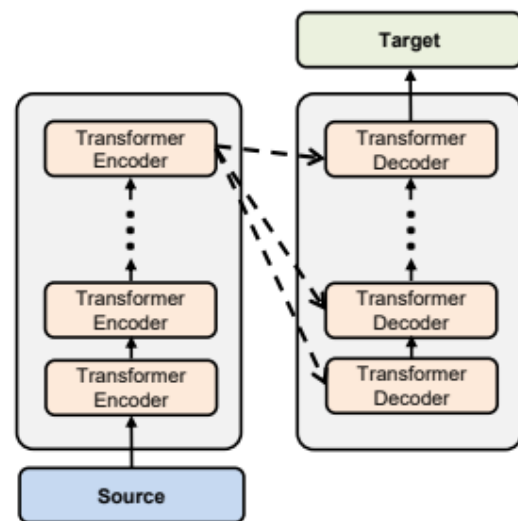 Target
Transformer
Encoder
Transformer
Decoder
Transformer
Encoder
Transformer
Decoder
Transformer
Encoder
Transformer
Decoder
Source